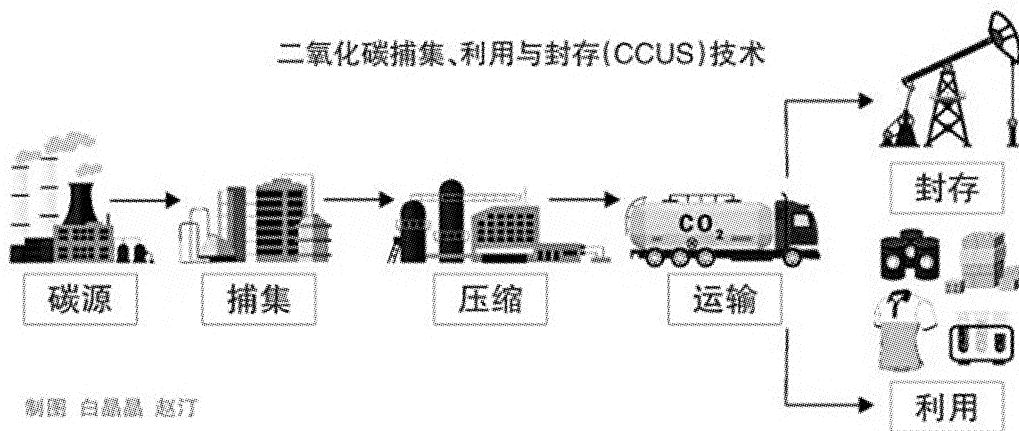 二氧化碳捕集、利用与封存(CCUS)技术
CO₂
碳源
捕集
压缩
运输
封存
利用
制图 白晶晶 赵汀